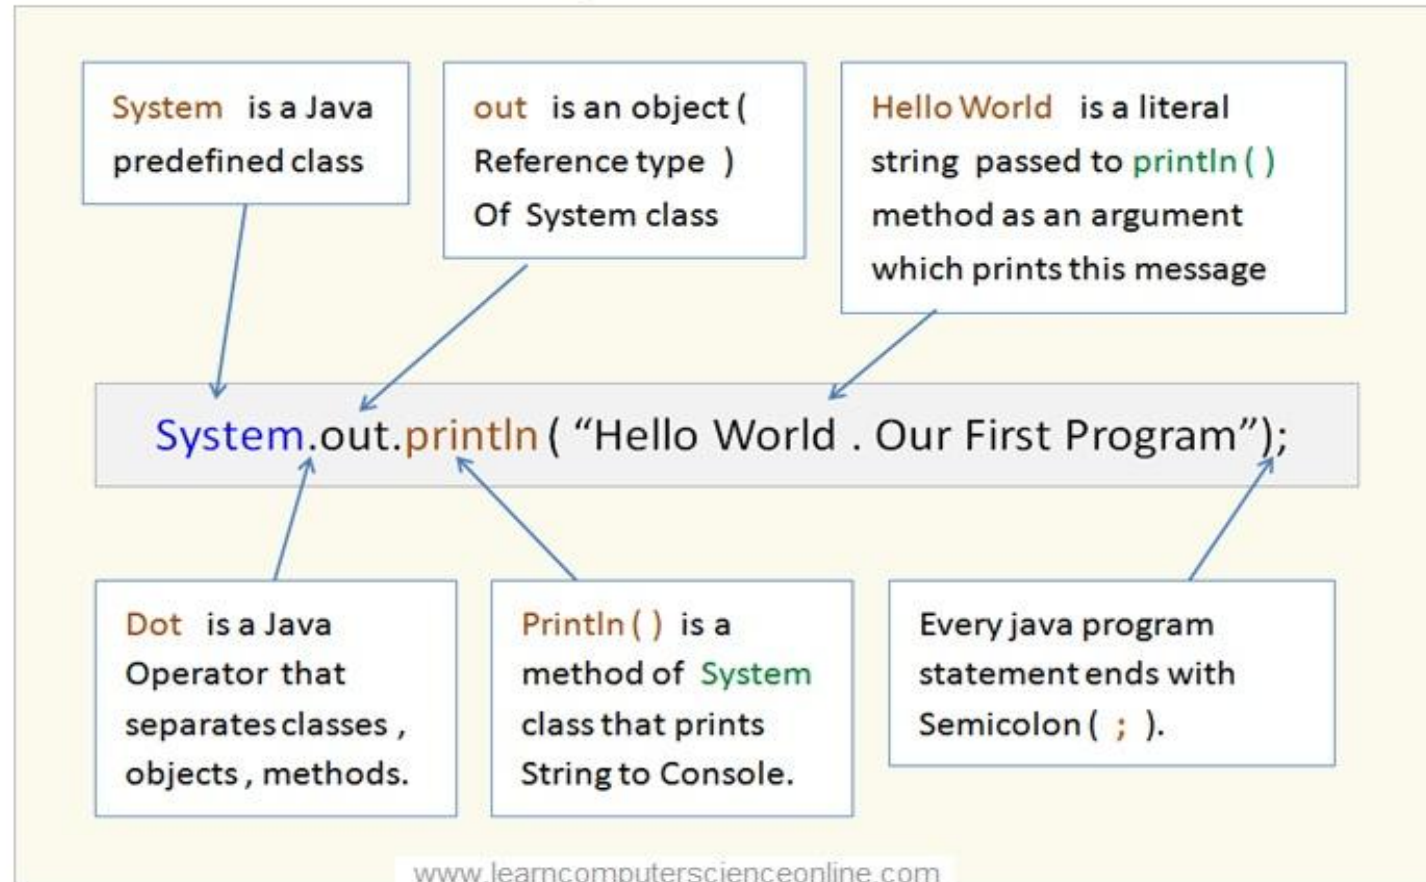 System is a Java
predefined class
out is an object (
Reference type )
Of System class
Hello World is a literal
string passed to println ( )
method as an argument
which prints this message
System.out.println ( “Hello World . Our First Program”);
Dot is a Java
Operator that
separates classes ,
objects , methods.
Println ( ) is a
method of System
class that prints
String to Console.
Every java program
statement ends with
Semicolon ( ; ).
www.learncomputerscienceonline.com